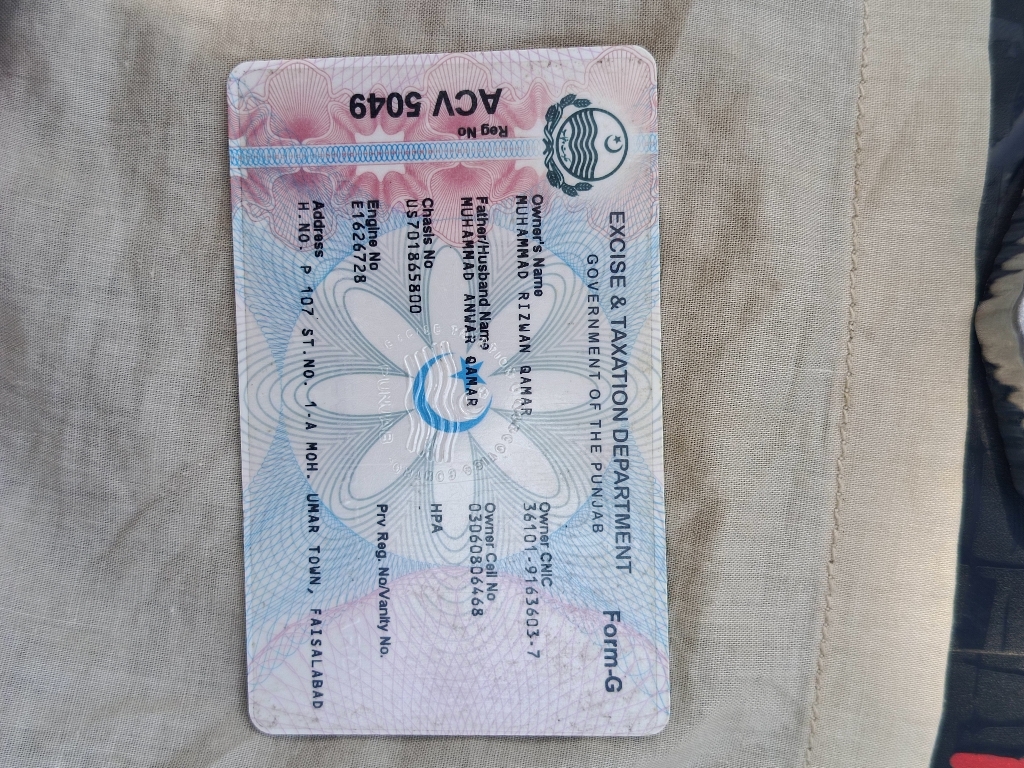 EXCISE & TAXATION DEPARTMENT Form-G
GOVERNMENT OF THE PUNJAB
Reg No
ACV 5049
Owner's Name Owner CNIC
MUHAMMAD RIZWAN QAMAR 36101-9163603-7
Father/Husband Name Owner Cell No
MUHAMMAD ANWAR QAMAR 03060806468
Chasis No HPA
US701865800
Engine No Prv Reg. No/Vanity No.
E1626728
Address
H.NO. P 107 ST.NO. 1-A MOH. UMAR TOWN, FAISALABAD